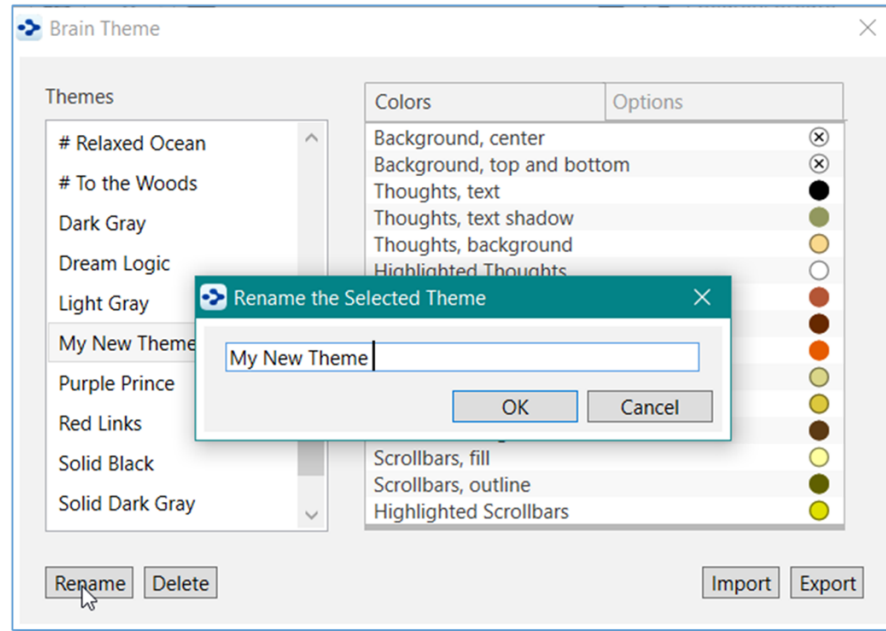 Brain Theme
Themes
# Relaxed Ocean
# To the Woods
Dark Gray
Dream Logic
Light Gray
My New Theme
Purple Prince
Red Links
Solid Black
Solid Dark Gray
Colors
Options
Background, center
Background, top and bottom
Thoughts, text
Thoughts, text shadow
Thoughts, background
Highlighted Thoughts
Rename the Selected Theme
My New Theme
OK
Cancel
Scrollbars, fill
Scrollbars, outline
Highlighted Scrollbars
Rename
Delete
Import
Export